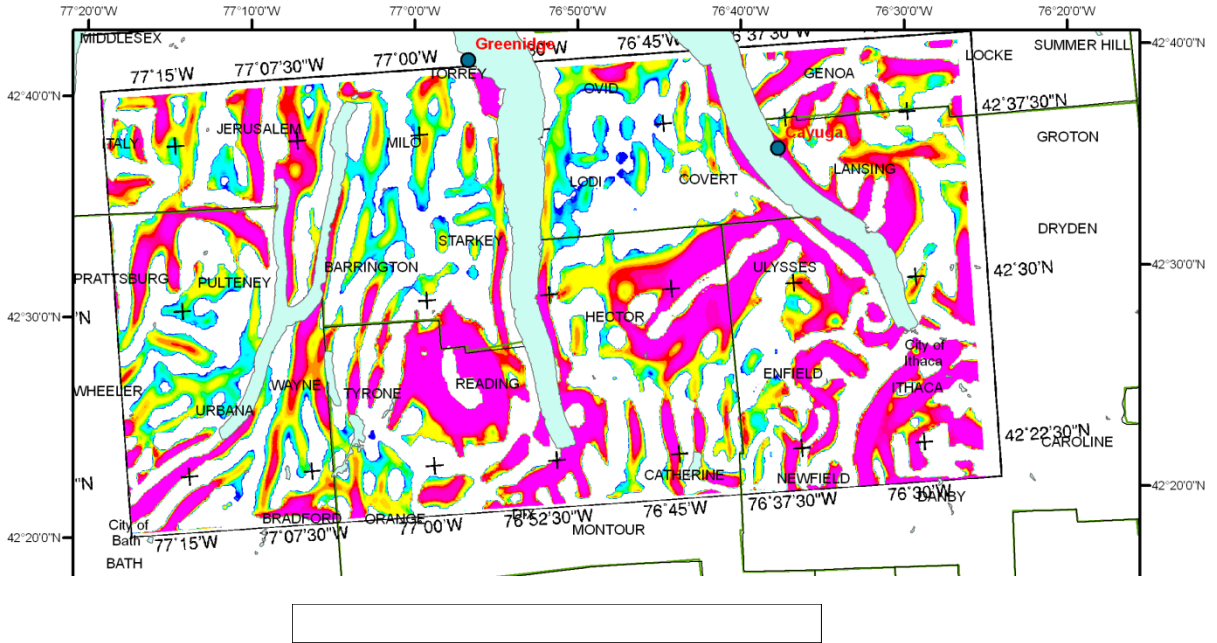 77°20'0"W 77°10'0"W 77°0'0"W 76°50'0"W 76°40'0"W 76°30'0"W 76°20'0"W
MIDDLESEX
Greenidge
30"W
76°45'W
76°37'30"W
SUMMER HILL
42°40'0"N
LOCKE
77°15'W
77°07'30"W
77°00'W
TORREY
GENOA
OVID
42°40'0"N
42°37'30"N
JERUSALEM
MILO
Cayuga
GROTON
TALY
LODI
COVERT
LANSING
DRYDEN
STARKEY
PRATTSBURG
PULTENEY
BARRINGTON
ULYSSES
42°30'N
42°30'0"N
42°30'0"N
'N
HECTOR
City of
Ithaca
WHEELER
URBANA
WAYNE
TYRONE
READING
ENFIELD
ITHACA
42°22'30"N
CAROLINE
"N
CATHERINE
NEWFIELD
42°20'0"N
76°45'W
76°37'30"W
76°30'W
DANBY
City of
Bath
BRADFORD
ORANGE
DIX
MONTOUR
42°20'0"N
77°15'W
77°07'30"W
77°00'W
76°52'30"W
BATH